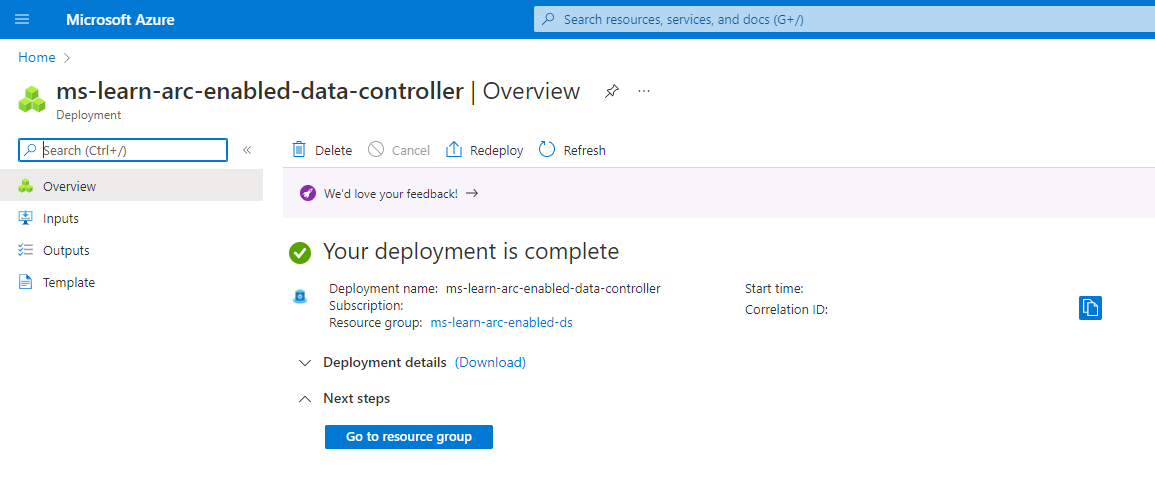 Microsoft Azure
Search resources, services, and docs (G+/)
Home
ms-learn-arc-enabled-data-controller | Overview
Deployment
Search (Ctrl+/)
Delete
Cancel
Redeploy
Refresh
Overview
Inputs
Outputs
Template
We'd love your feedback!
Your deployment is complete
Deployment name: ms-learn-arc-enabled-data-controller
Subscription:
Resource group: ms-learn-arc-enabled-ds
Start time:
Correlation ID:
Deployment details (Download)
Next steps
Go to resource group